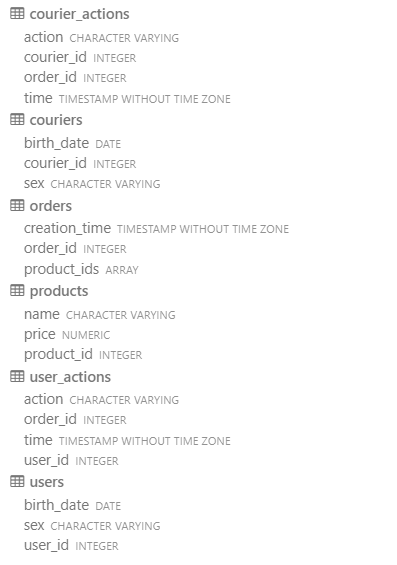 courier_actions
action CHARACTER VARYING
courier_id INTEGER
order_id INTEGER
time TIMESTAMP WITHOUT TIME ZONE
couriers
birth_date DATE
courier_id INTEGER
sex CHARACTER VARYING
orders
creation_time TIMESTAMP WITHOUT TIME ZONE
order_id INTEGER
product_ids ARRAY
products
name CHARACTER VARYING
price NUMERIC
product_id INTEGER
user_actions
action CHARACTER VARYING
order_id INTEGER
time TIMESTAMP WITHOUT TIME ZONE
user_id INTEGER
users
birth_date DATE
sex CHARACTER VARYING
user_id INTEGER